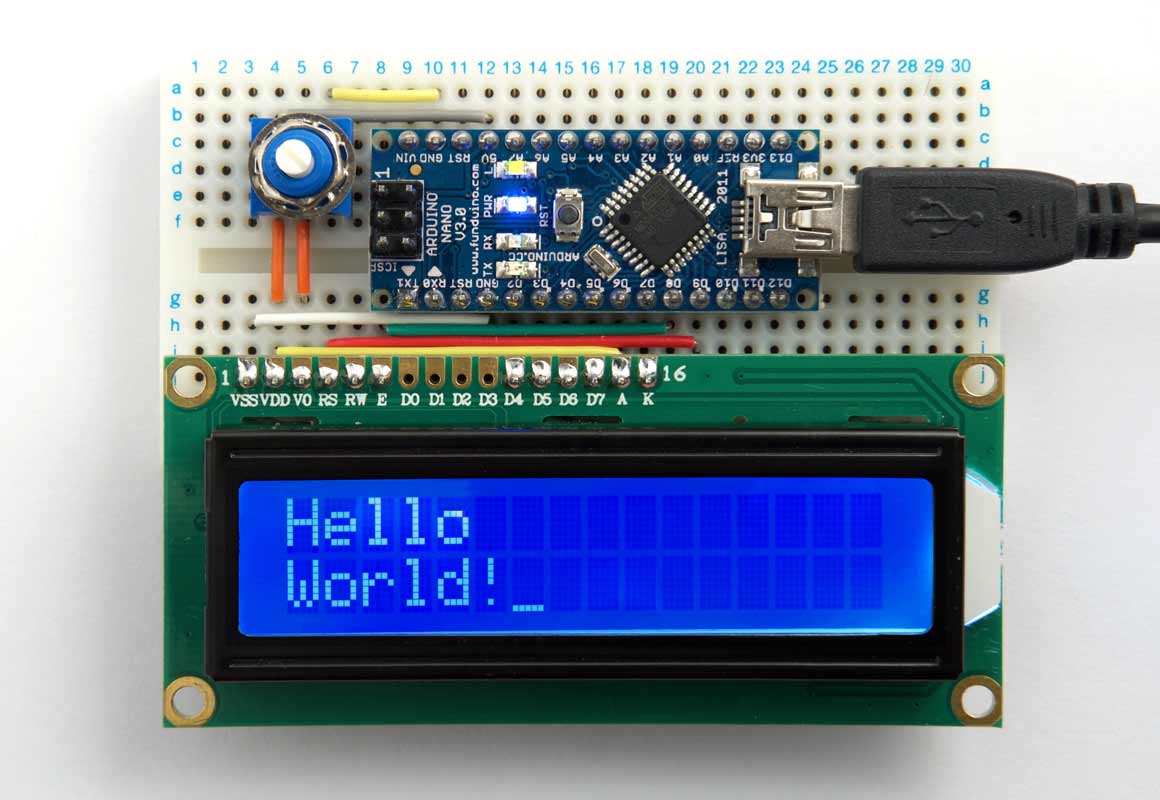 1 2 3 4 5 6 7 8 9 10 11 12 13 14 15 16 17 18 19 20 21 22 23 24 25 26 27 28 29 30
a a
b b
c c
d d
e e
f f
VIN GND RST 5V A7 A6 A5 A4 A3 A2 A1 A0 REF 3V3 D13
1
L
PWR
RX
TX
ICSP
ARDUINO
NANO
V3.0
www.funduino.com
RST
ARDUINO.CC
LISA 2011
TX1 RX0 RST GND D2 D3 D4 D5 D6 D7 D8 D9 D10 D11 D12
g g
h h
i i
j j
1 16
VSS VDD VO RS RW E D0 D1 D2 D3 D4 D5 D6 D7 A K
Hello
World!_